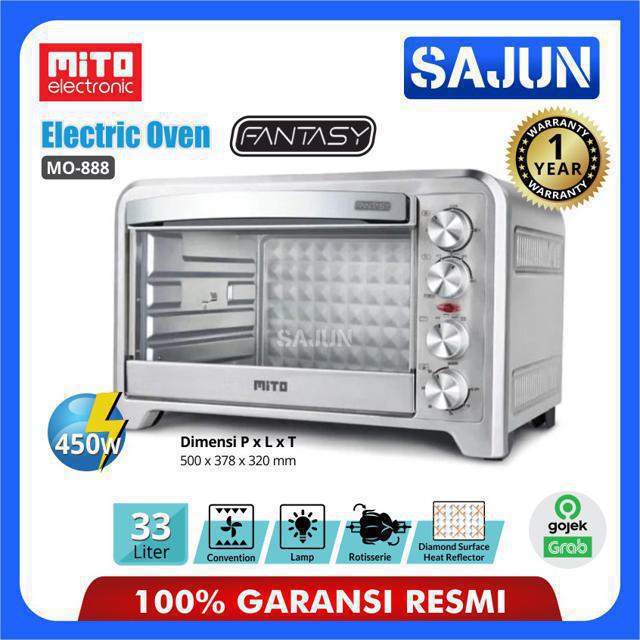 MiTO
electronic
SAJUN
Electric Oven
FANTASY
MO-888
WARRANTY
1
YEAR
WARRANTY
FANTASY
SAJUN
MiTO
450W
Dimensi P x L x T
500 x 378 x 320 mm
33
Liter
Convention
Lamp
Rotisserie
Diamond Surface
Heat Reflector
gojek
Grab
100% GARANSI RESMI